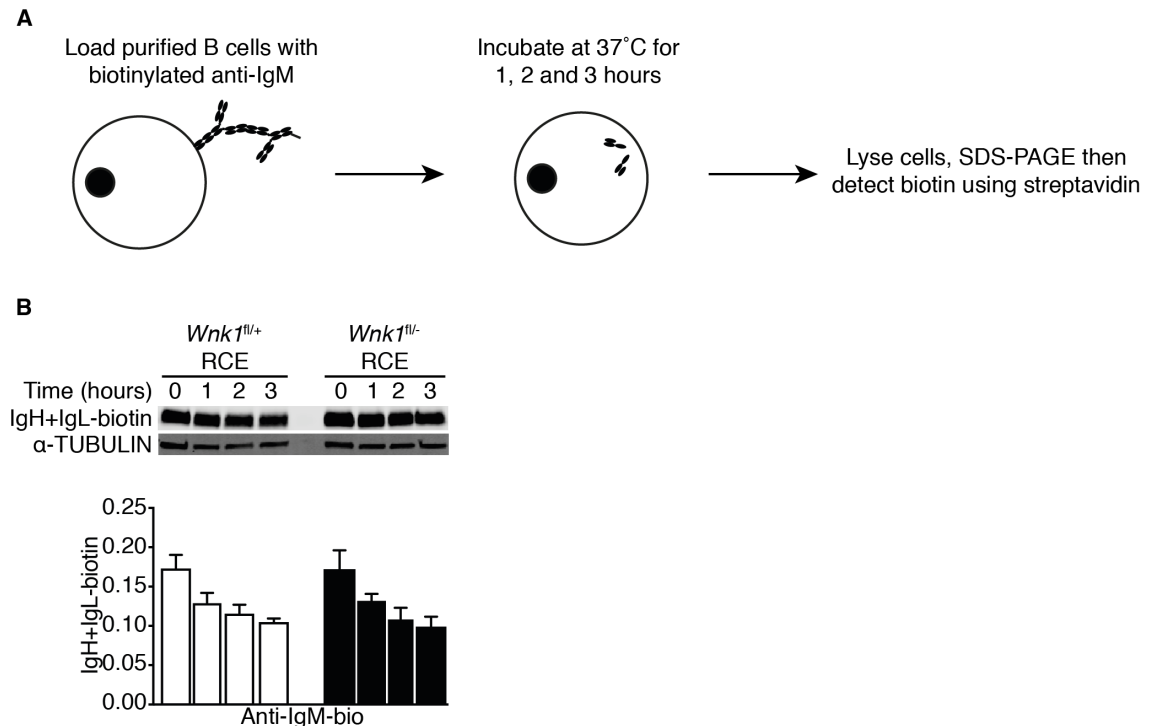 A
Load purified B cells with
biotinylated anti-IgM
Incubate at 37˚C for
1, 2 and 3 hours
Lyse cells, SDS-PAGE then
detect biotin using streptavidin
B
Wnk1fl/+ Wnk1fl/-
RCE RCE
Time (hours) 0 1 2 3 0 1 2 3
IgH+IgL-biotin
α-TUBULIN
IgH+IgL-biotin
0.25
0.20
0.15
0.10
0.05
0.00
Anti-IgM-bio